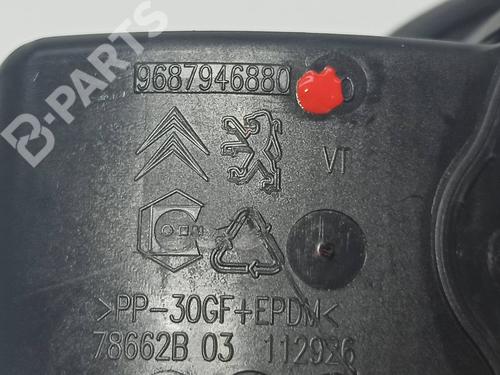 9687946880
B-PARTS
VT
>PP-30GF+EPDM<
78662B 03 112926